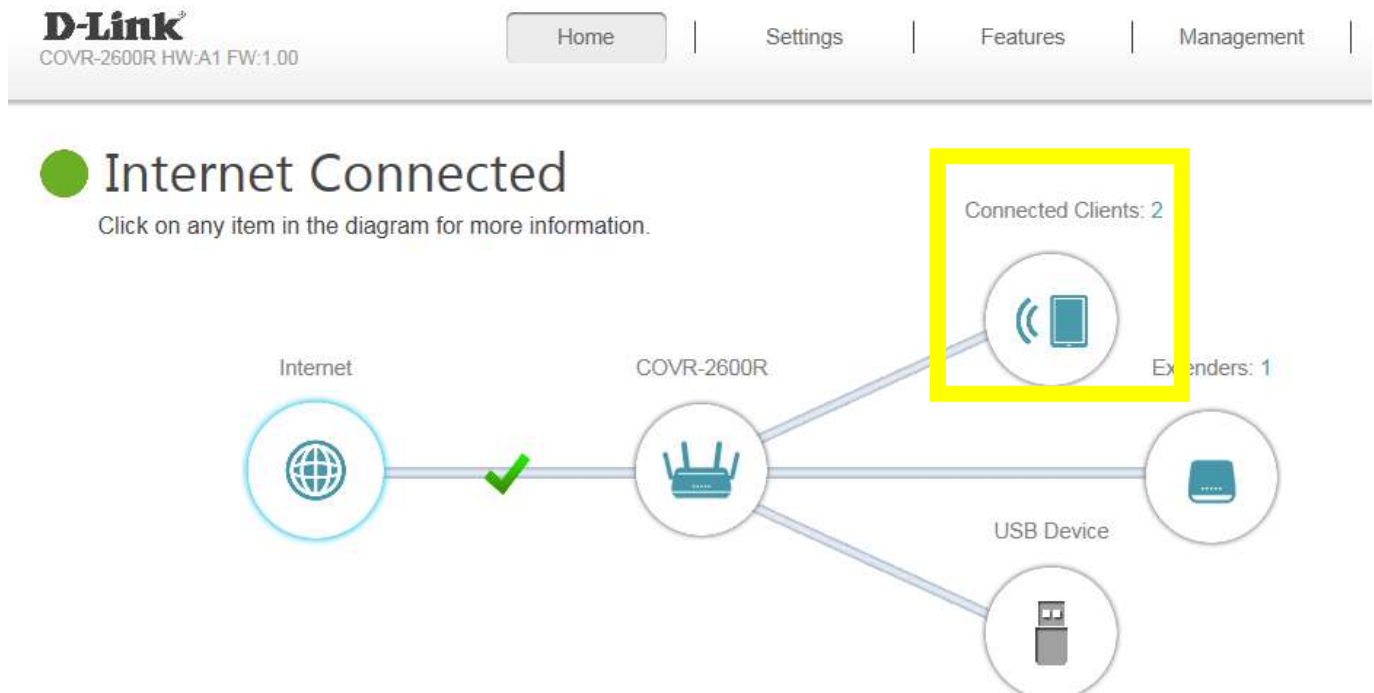 D-Link
COVR-2600R HW:A1 FW:1.00
Home
Settings
Features
Management
Internet Connected
Click on any item in the diagram for more information.
Connected Clients: 2
Internet
COVR-2600R
Extenders: 1
USB Device